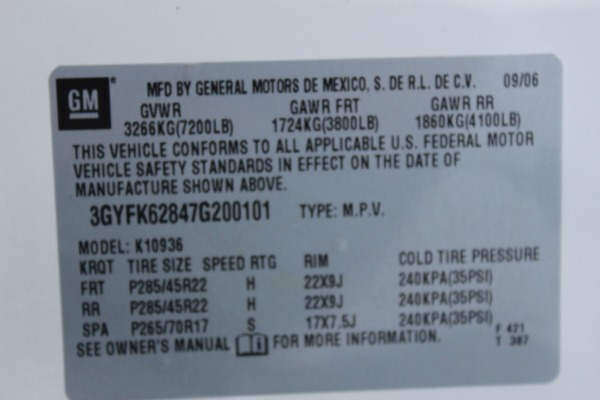 GM MFD BY GENERAL MOTORS DE MEXICO, S. DE R.L. DE C.V. 09/06
GVWR GAWR FRT GAWR RR
3266KG(7200LB) 1724KG(3800LB) 1860KG(4100LB)
THIS VEHICLE CONFORMS TO ALL APPLICABLE U.S. FEDERAL MOTOR
VEHICLE SAFETY STANDARDS IN EFFECT ON THE DATE OF
MANUFACTURE SHOWN ABOVE.
3GYFK62847G200101 TYPE: M.P.V.
MODEL: K10936
KRQT TIRE SIZE SPEED RTG RIM COLD TIRE PRESSURE
FRT P285/45R22 H 22X9J 240KPA(35PSI)
RR P285/45R22 H 22X9J 240KPA(35PSI)
SPA P265/70R17 S 17X7.5J 240KPA(35PSI)
SEE OWNER'S MANUAL FOR MORE INFORMATION.
F 421
T 387